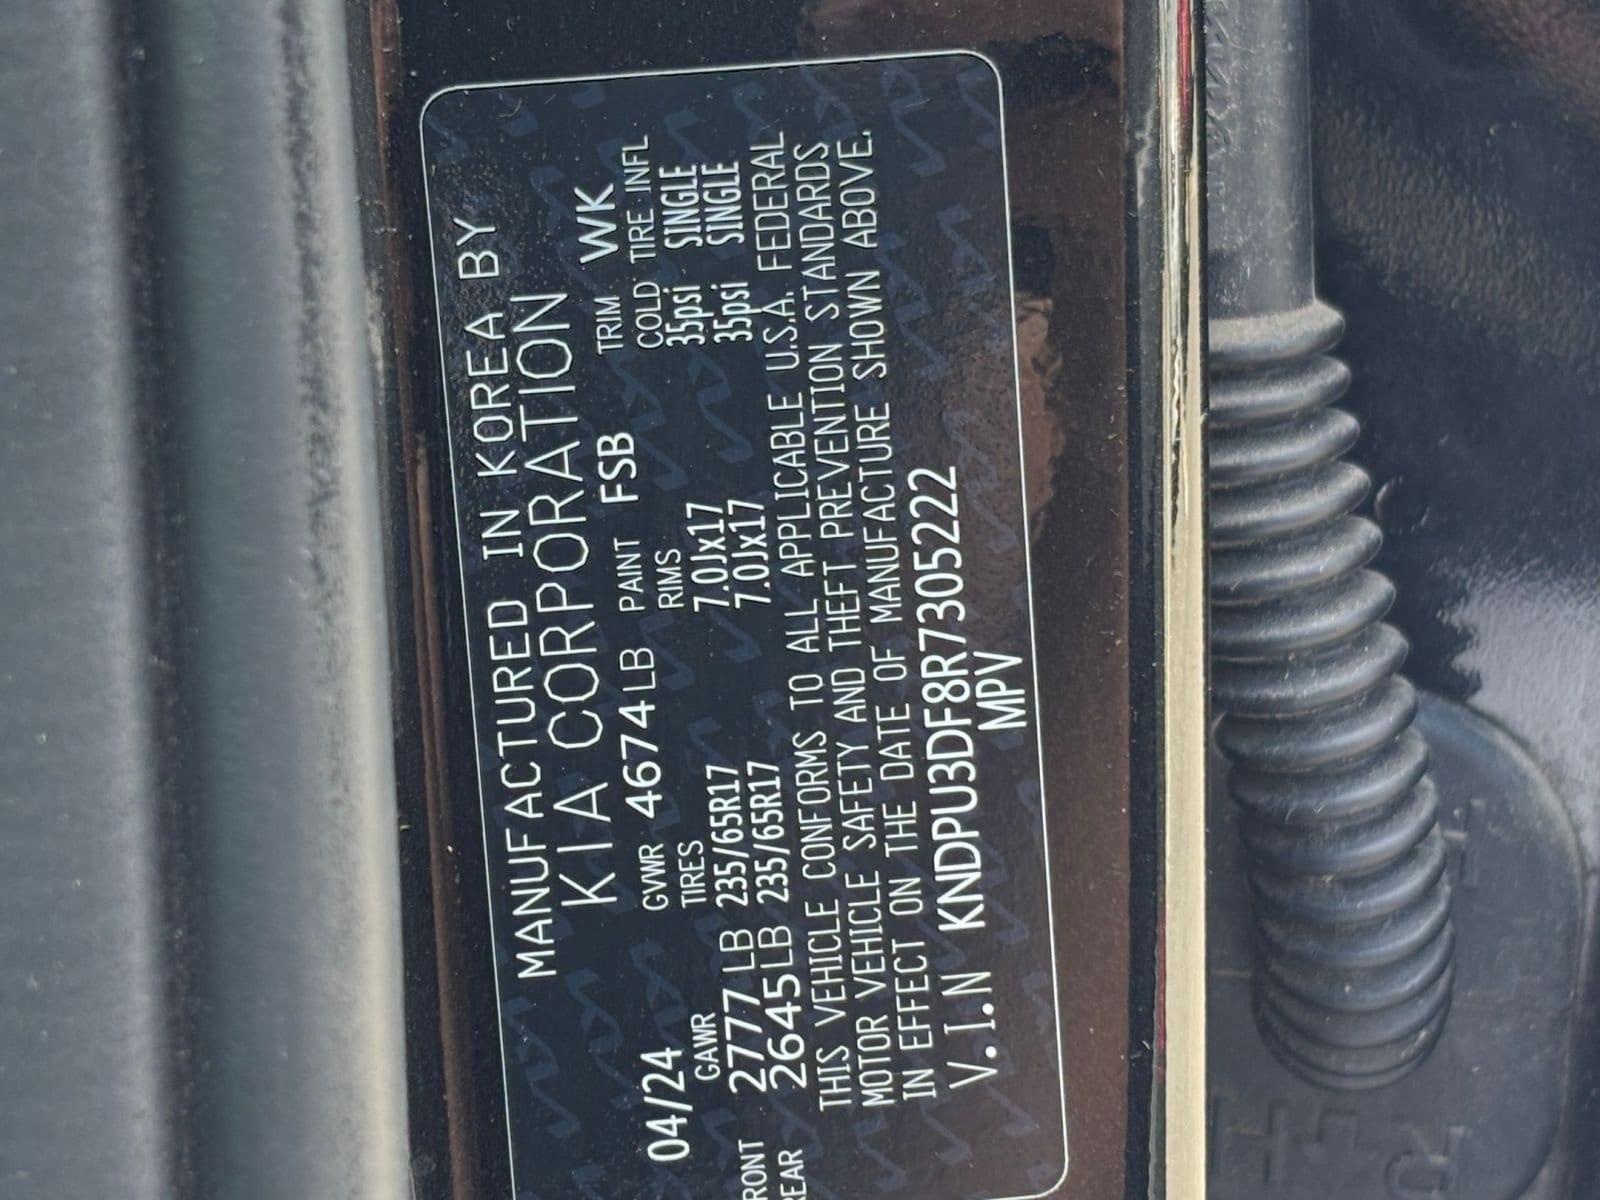 MANUFACTURED IN KOREA BY
KIA CORPORATION
04/24 GVWR 4674LB PAINT FSB TRIM WK
GAWR TIRES RIMS COLD TIRE INFL
RONT 2777LB 235/65R17 7.0Jx17 35psi SINGLE
EAR 2645LB 235/65R17 7.0Jx17 35psi SINGLE
THIS VEHICLE CONFORMS TO ALL APPLICABLE U.S.A. FEDERAL
MOTOR VEHICLE SAFETY AND THEFT PREVENTION STANDARDS
IN EFFECT ON THE DATE OF MANUFACTURE SHOWN ABOVE.
V.I.N KNDPU3DF8R7305222
MPV